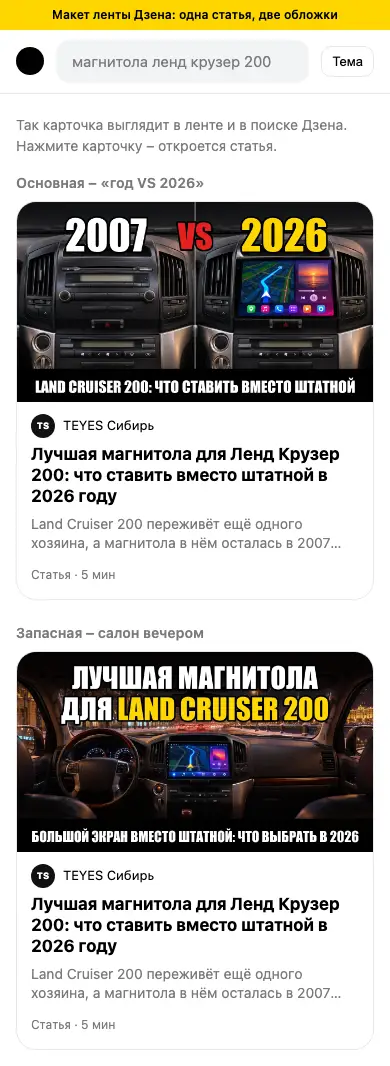 Макет ленты Дзена: одна статья, две обложки
магнитола ленд крузер 200
Тема
Так карточка выглядит в ленте и в поиске Дзена.
Нажмите карточку – откроется статья.
Основная – «год VS 2026»
2007 VS 2026
LAND CRUISER 200: ЧТО СТАВИТЬ ВМЕСТО ШТАТНОЙ
TS TEYES Сибирь
Лучшая магнитола для Ленд Крузер
200: что ставить вместо штатной в
2026 году
Land Cruiser 200 переживёт ещё одного
хозяина, а магнитола в нём осталась в 2007...
Статья · 5 мин
Запасная – салон вечером
ЛУЧШАЯ МАГНИТОЛА
ДЛЯ LAND CRUISER 200
БОЛЬШОЙ ЭКРАН ВМЕСТО ШТАТНОЙ: ЧТО ВЫБРАТЬ В 2026
TS TEYES Сибирь
Лучшая магнитола для Ленд Крузер
200: что ставить вместо штатной в
2026 году
Land Cruiser 200 переживёт ещё одного
хозяина, а магнитола в нём осталась в 2007...
Статья · 5 мин